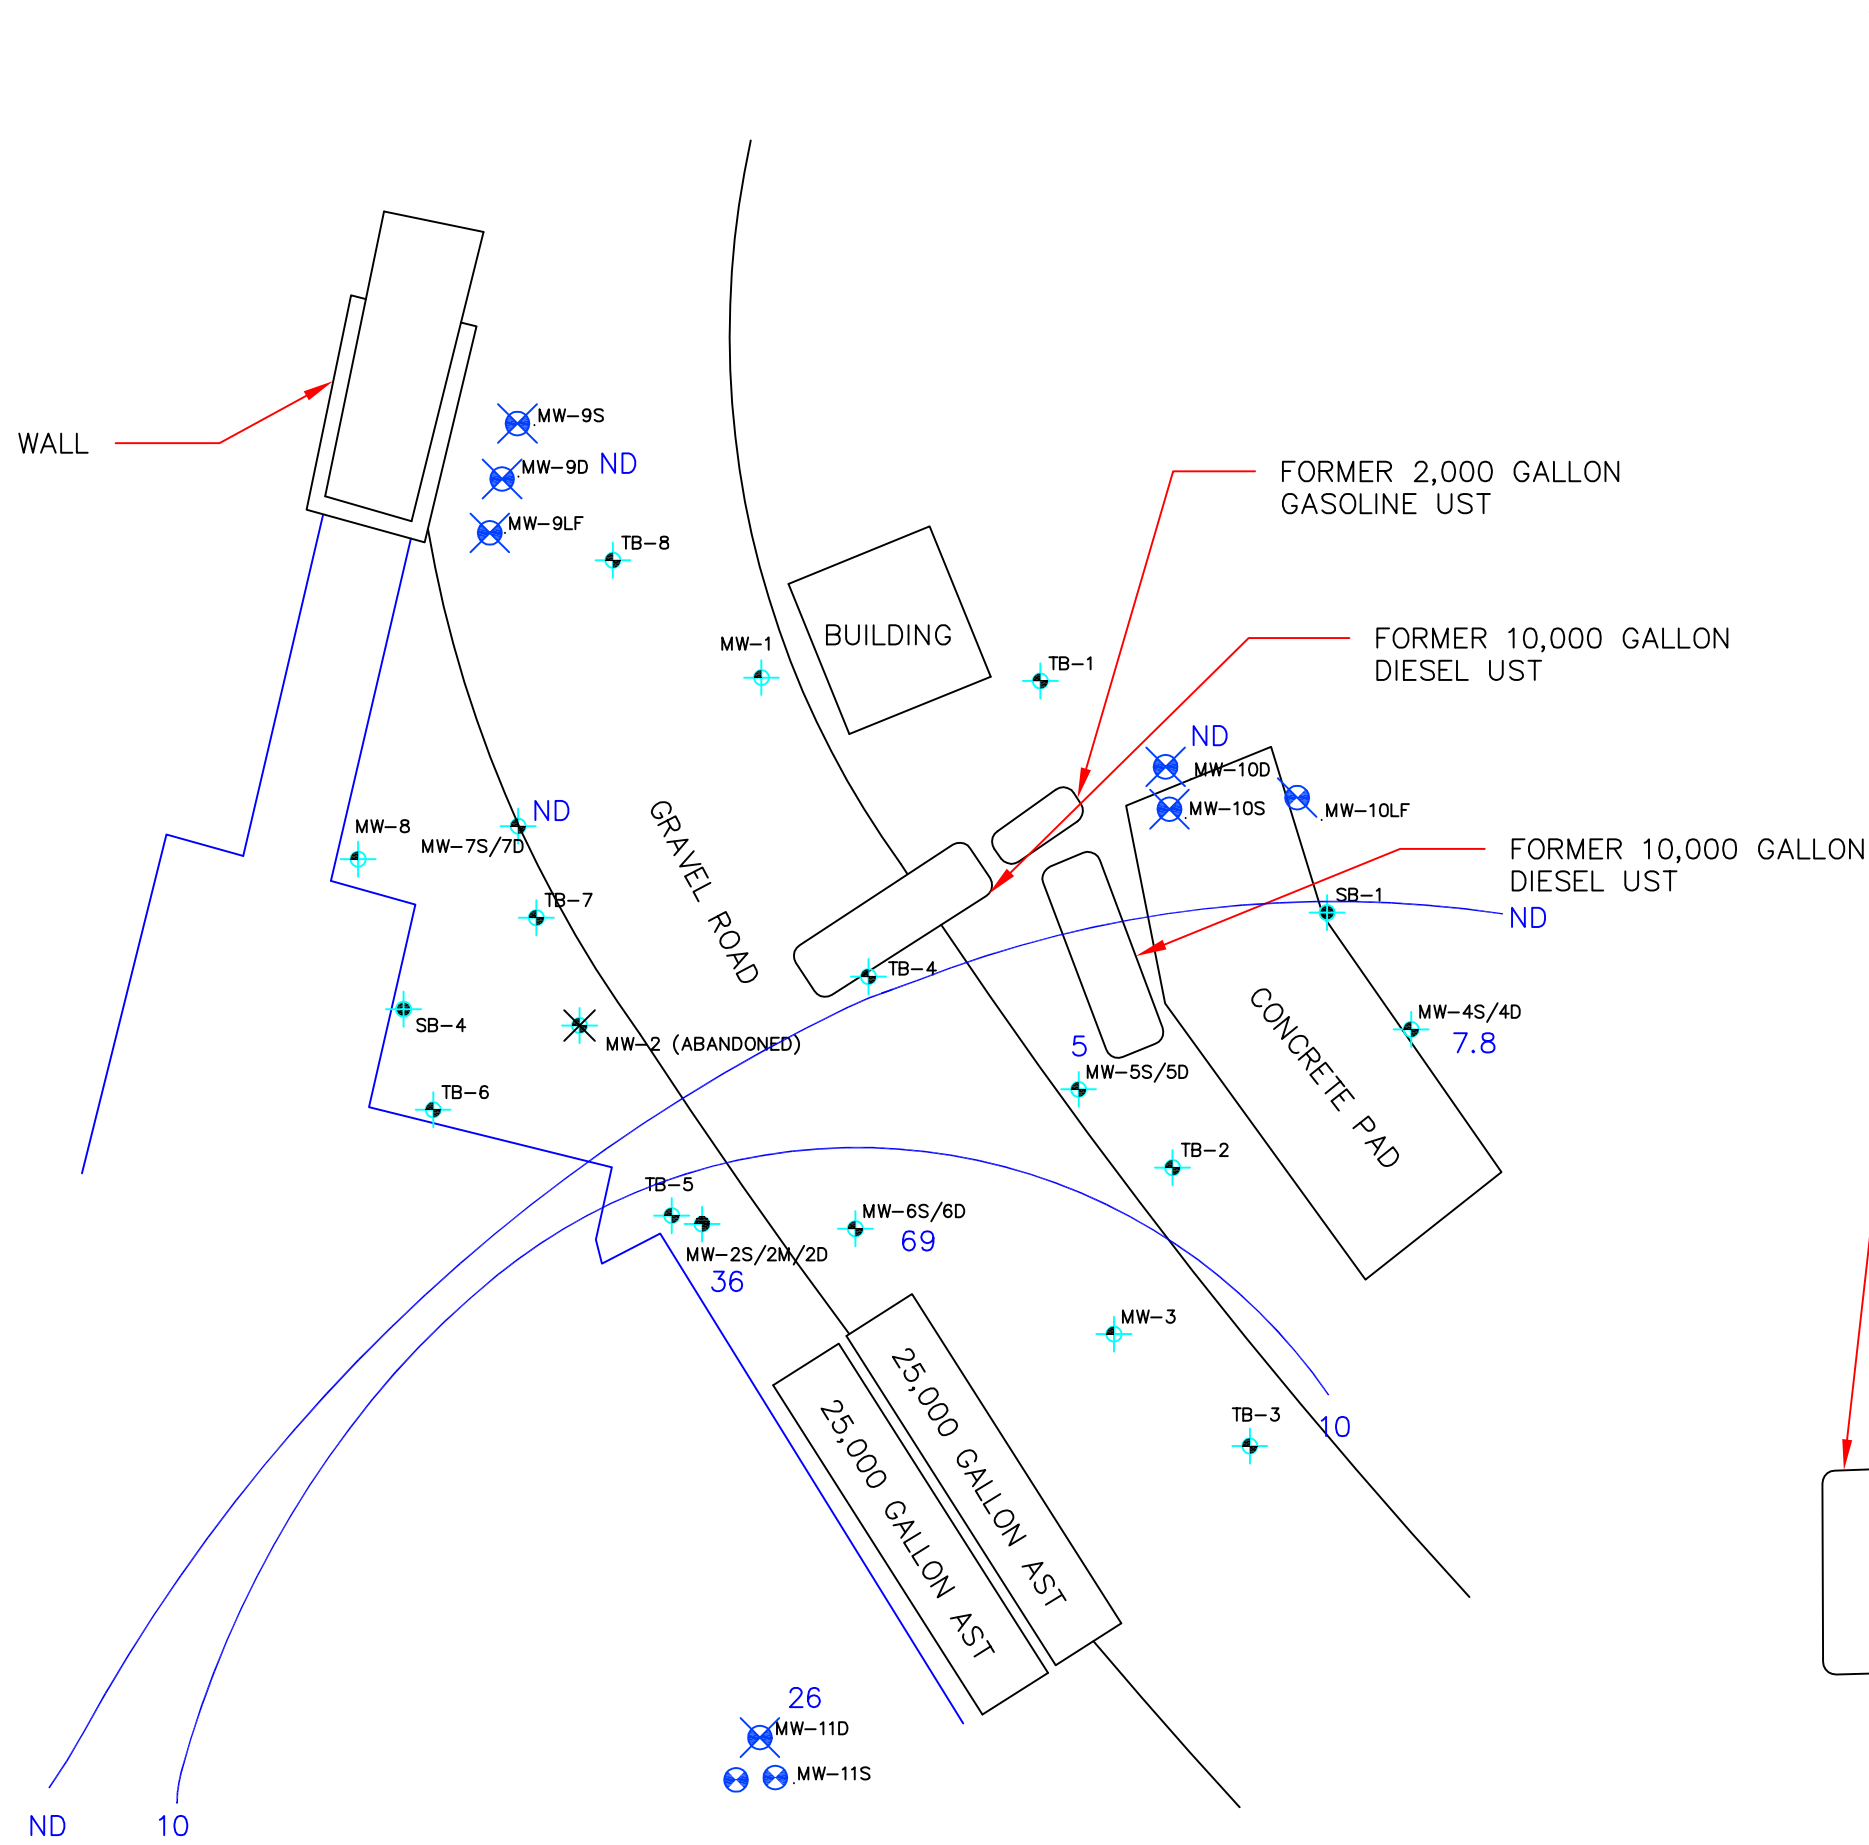 MW-9S
WALL
MW-9D
ND
FORMER 2,000 GALLON
GASOLINE UST
MW-9LF
TB-8
BUILDING
FORMER 10,000 GALLON
DIESEL UST
MW-1
TB-1
ND
MW-10D
MW-10S
MW-10LF
ND
MW-8
MW-7S/7D
GRAVEL ROAD
FORMER 10,000 GALLON
DIESEL UST
TB-7
SB-1
ND
TB-4
SB-4
MW-2 (ABANDONED)
CONCRETE PAD
MW-4S/4D
7.8
5
MW-5S/5D
TB-6
TB-2
TB-5
MW-6S/6D
69
MW-2S/2M/2D
36
MW-3
25,000 GALLON AST
25,000 GALLON AST
TB-3
10
26
MW-11D
MW-11S
ND
10